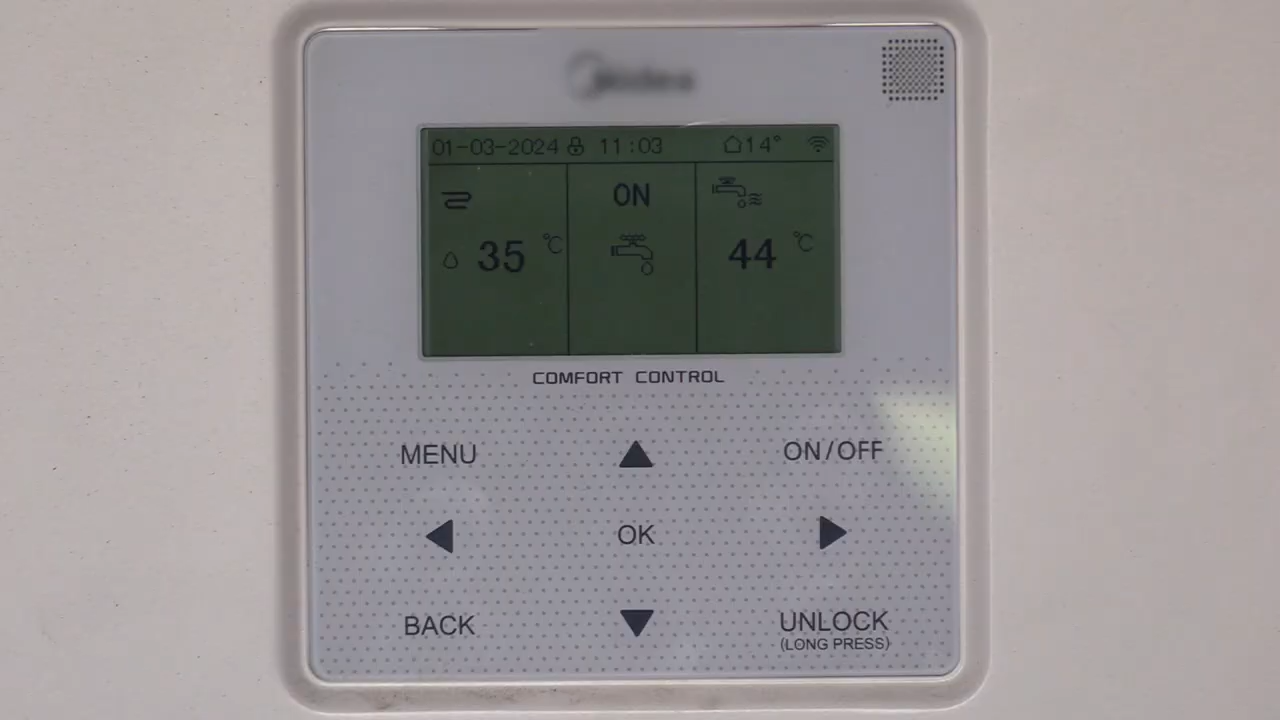 01-03-2024 11:03 14°
ON
35 °C
44 °C
COMFORT CONTROL
MENU
ON/OFF
OK
BACK
UNLOCK
(LONG PRESS)